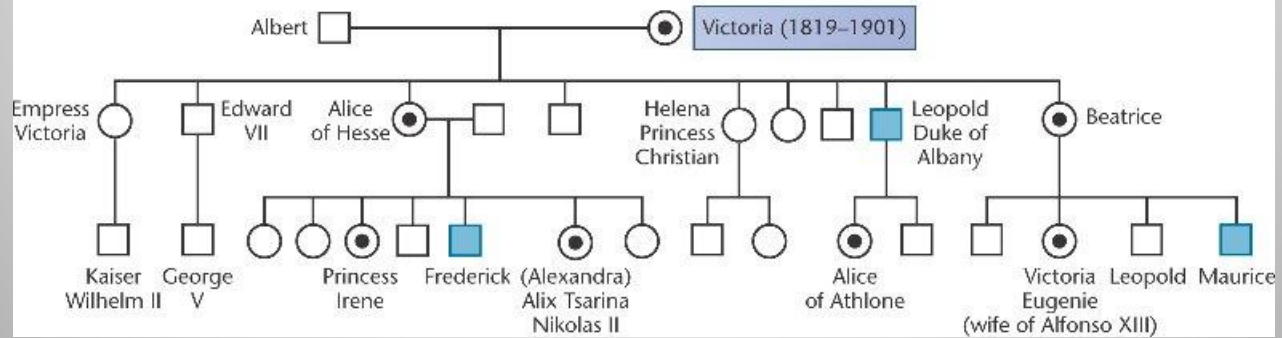 Albert
Victoria (1819–1901)
Empress
Victoria
Edward
VII
Alice
of Hesse
Helena
Princess
Christian
Leopold
Duke of
Albany
Beatrice
Kaiser
Wilhelm II
George
V
Princess
Irene
Frederick
(Alexandra)
Alix Tsarina
Nikolas II
Alice
of Athlone
Victoria
Eugenie
(wife of Alfonso XIII)
Leopold
Maurice